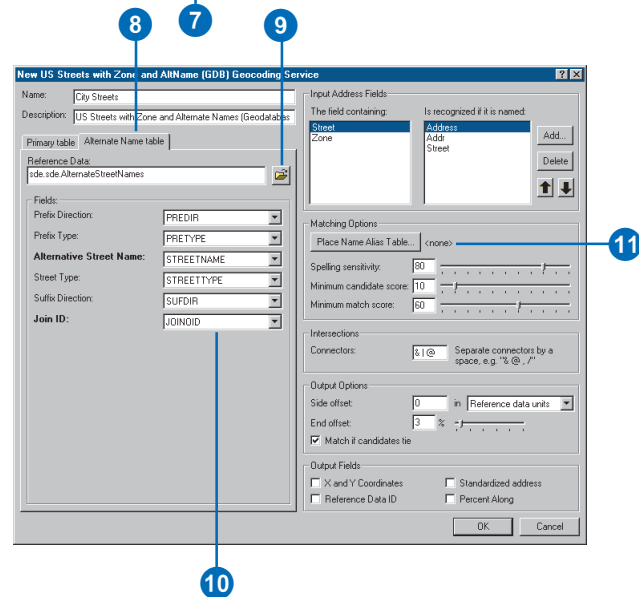 7
8
9
New US Streets with Zone and AltName (GDB) Geocoding Service
Name: City Streets
Description: US Streets with Zone and Alternate Names (Geodatabas
Primary table Alternate Name table
Reference Data:
sde.sde.AlternateStreetNames
Fields:
Prefix Direction: PREDIR
Prefix Type: PRETYPE
Alternative Street Name: STREETNAME
Street Type: STREETTYPE
Suffix Direction: SUFDIR
Join ID: JOINOID
10
Input Address Fields
The field containing: Is recognized if it is named:
Street
Zone
Address
Addr
Street
Add...
Delete
Matching Options
Place Name Alias Table... <none>
11
Spelling sensitivity: 80
Minimum candidate score: 10
Minimum match score: 60
Intersections
Connectors: & | @ Separate connectors by a
space, e.g. "& @ , /"
Output Options
Side offset: 0 in Reference data units
End offset: 3 %
Match if candidates tie
Output Fields
X and Y Coordinates Standardized address
Reference Data ID Percent Along
OK Cancel